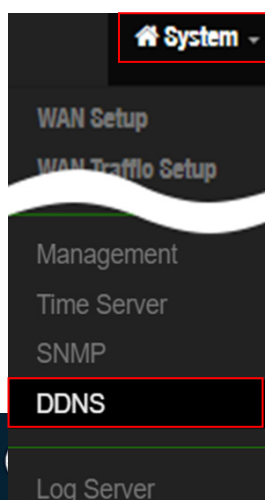 System
WAN Setup
WAN Traffic Setup
Management
Time Server
SNMP
DDNS
Log Server